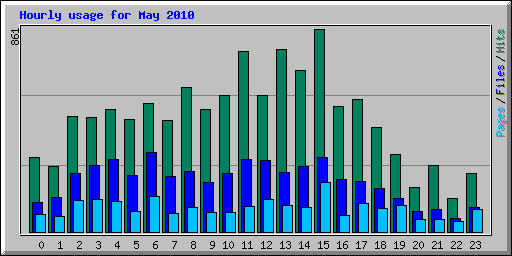 Hourly usage for May 2010
861
Pages / Files / Hits
0 1 2 3 4 5 6 7 8 9 10 11 12 13 14 15 16 17 18 19 20 21 22 23